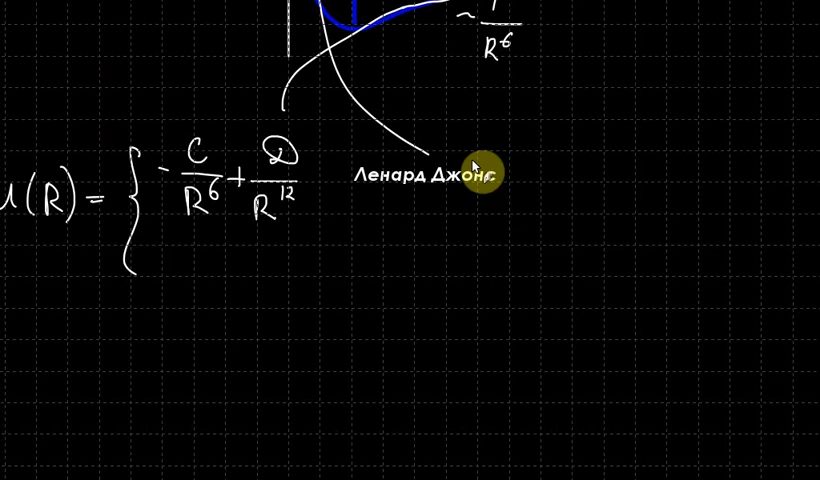 ~ 1/R⁶
U(R) = { - C/R⁶ + D/R¹²
Ленард Джонс